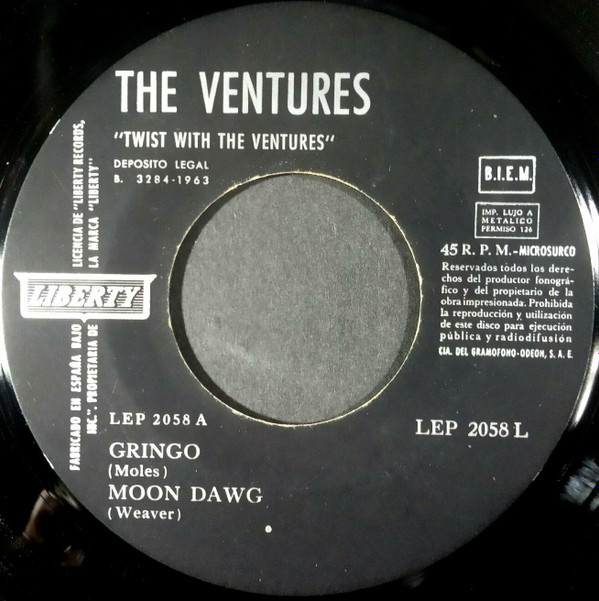 THE VENTURES
"TWIST WITH THE VENTURES"
DEPOSITO LEGAL
B. 3284-1963
B.I.E.M.
IMP. LUJO A
METALICO
PERMISO 126
45 R. P. M.-MICROSURCO
Reservados todos los dere-
chos del productor fonográ-
fico y del propietario de la
obra impresionada. Prohibida
la reproducción y utilización
de este disco para ejecución
pública y radiodifusión
CIA. DEL GRAMOFONO-ODEON, S. A. E.
LIBERTY
FABRICADO EN ESPAÑA BAJO LICENCIA DE "LIBERTY RECORDS,
INC.". PROPIETARIA DE LA MARCA "LIBERTY"
LEP 2058 A
LEP 2058 L
GRINGO
(Moles)
MOON DAWG
(Weaver)